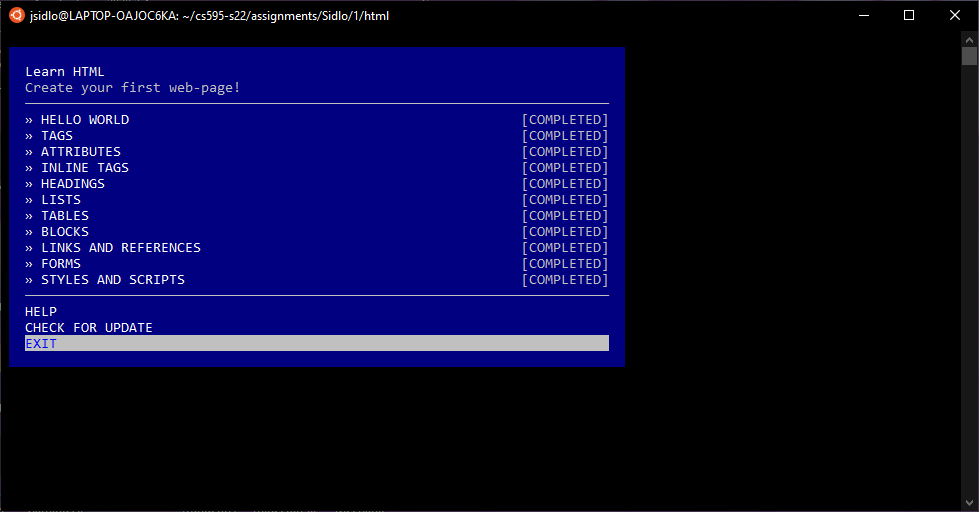 jsidlo@LAPTOP-OAJOC6KA: ~/cs595-s22/assignments/Sidlo/1/html
Learn HTML
Create your first web-page!
» HELLO WORLD [COMPLETED]
» TAGS [COMPLETED]
» ATTRIBUTES [COMPLETED]
» INLINE TAGS [COMPLETED]
» HEADINGS [COMPLETED]
» LISTS [COMPLETED]
» TABLES [COMPLETED]
» BLOCKS [COMPLETED]
» LINKS AND REFERENCES [COMPLETED]
» FORMS [COMPLETED]
» STYLES AND SCRIPTS [COMPLETED]
HELP
CHECK FOR UPDATE
EXIT